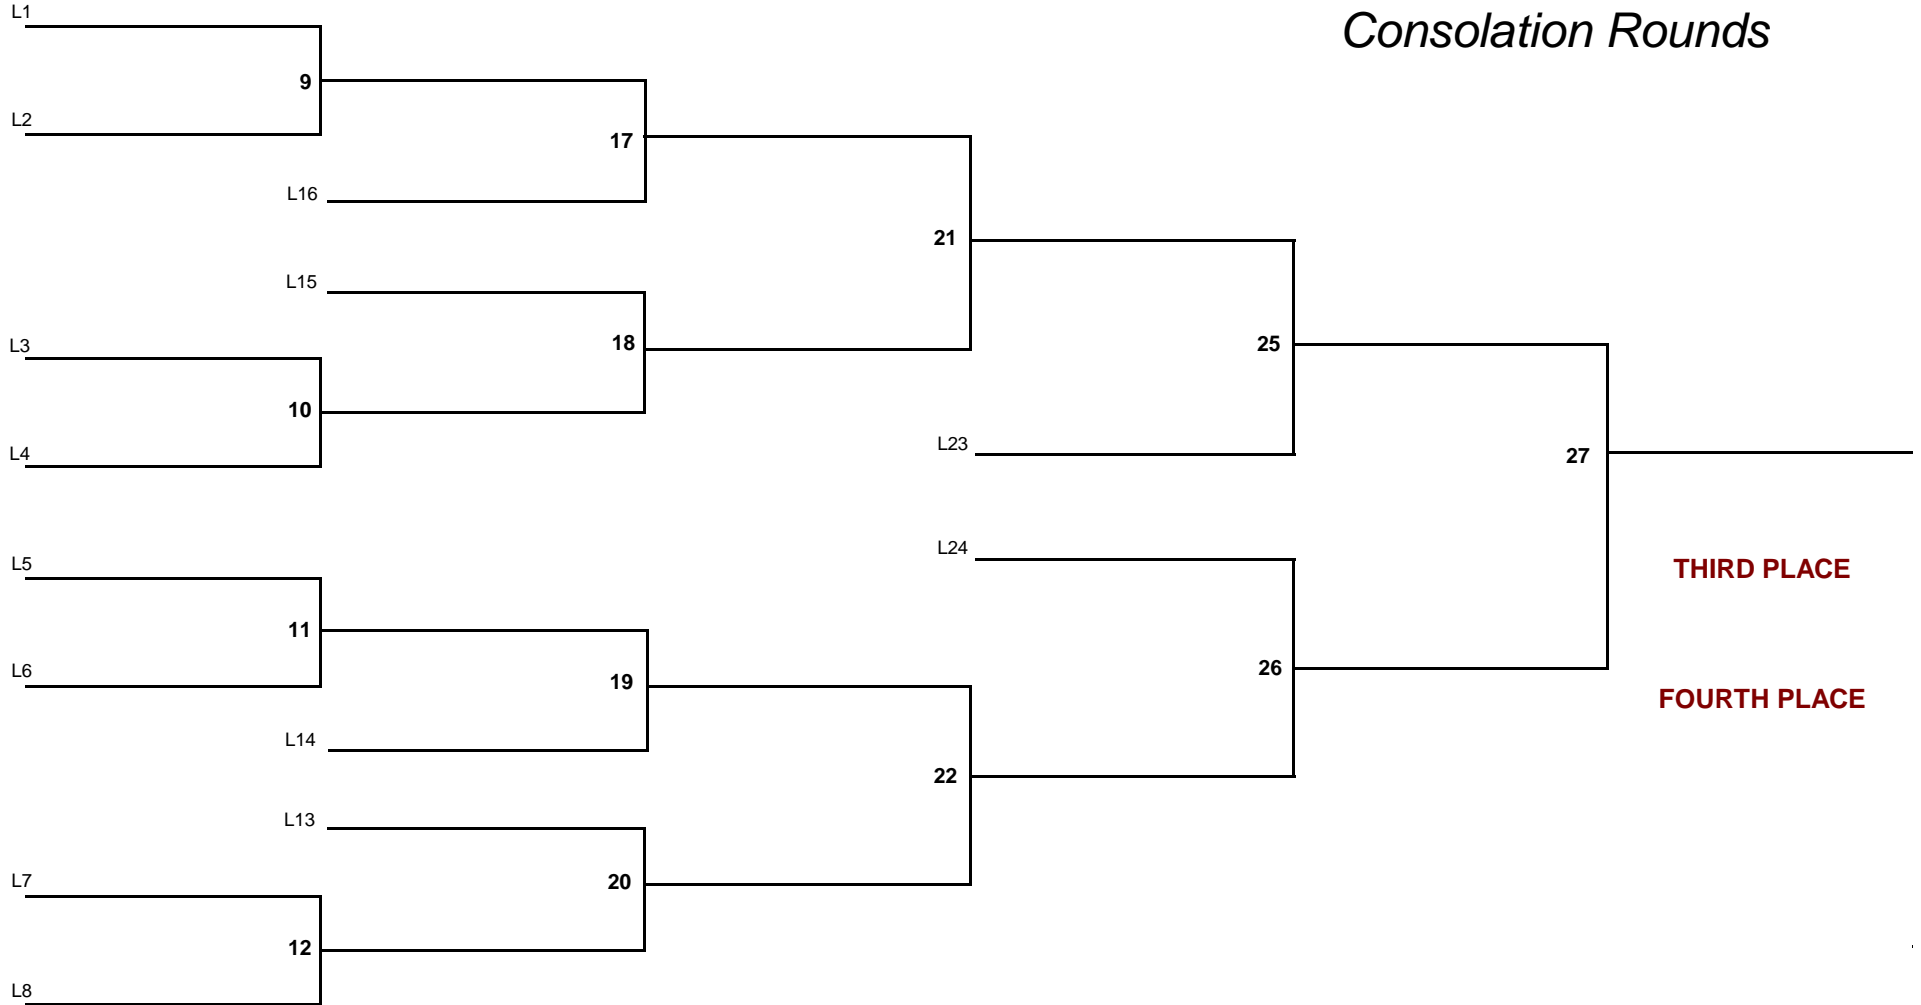 L1
Consolation Rounds
9
L2
17
L16
21
L15
L3
18
25
10
L4
L23
27
L24
L5
THIRD PLACE
11
L6
26
19
FOURTH PLACE
L14
22
L13
L7
20
12
L8